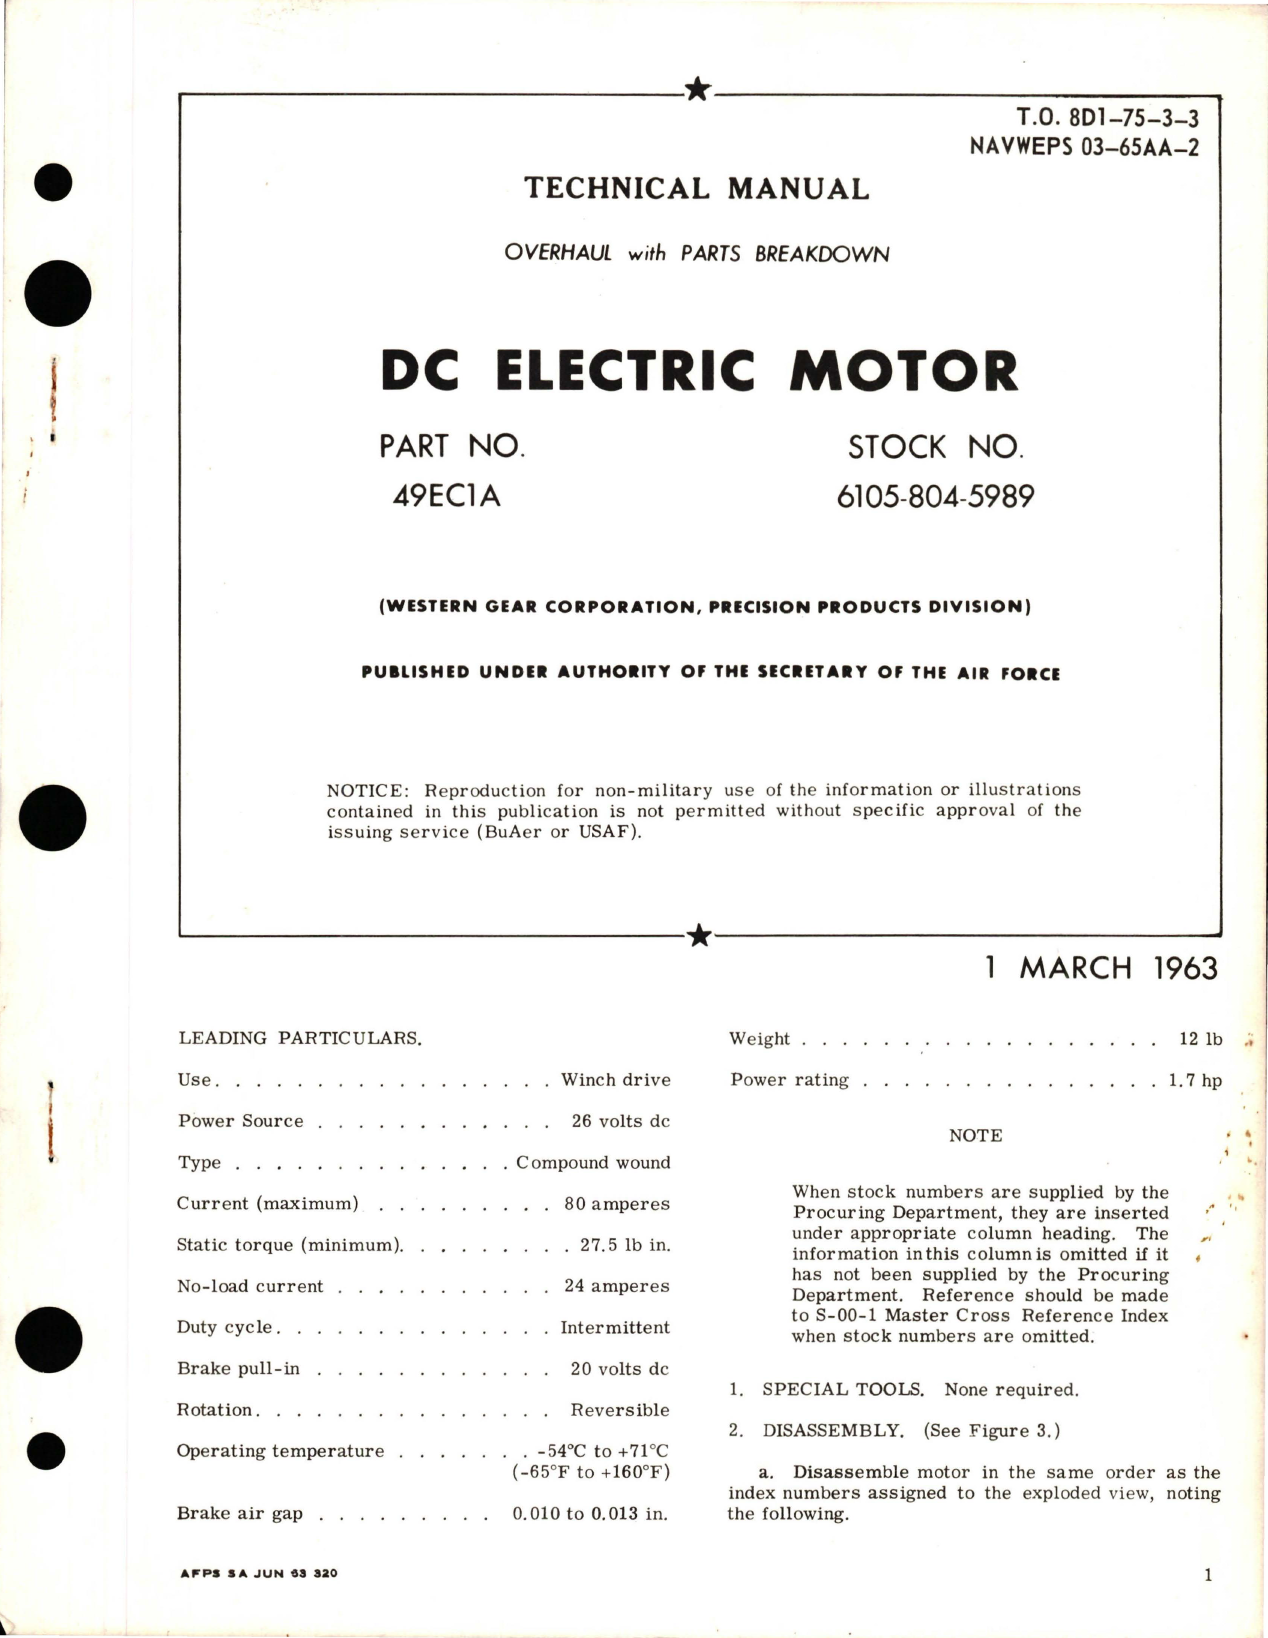 T.O. 8D1-75-3-3
NAVWEPS 03-65AA-2
TECHNICAL MANUAL
OVERHAUL with PARTS BREAKDOWN
DC ELECTRIC MOTOR
PART NO. STOCK NO.
49EC1A 6105-804-5989
(WESTERN GEAR CORPORATION, PRECISION PRODUCTS DIVISION)
PUBLISHED UNDER AUTHORITY OF THE SECRETARY OF THE AIR FORCE
NOTICE: Reproduction for non-military use of the information or illustrations
contained in this publication is not permitted without specific approval of the
issuing service (BuAer or USAF).
1 MARCH 1963
LEADING PARTICULARS.
Use. . . . . . . . . . . . . . . . . Winch drive
Power Source . . . . . . . . . . . . 26 volts dc
Type . . . . . . . . . . . . . . Compound wound
Current (maximum) . . . . . . . . . 80 amperes
Static torque (minimum). . . . . . . . . 27.5 lb in.
No-load current . . . . . . . . . . . 24 amperes
Duty cycle. . . . . . . . . . . . . . Intermittent
Brake pull-in . . . . . . . . . . . . 20 volts dc
Rotation. . . . . . . . . . . . . . . Reversible
Operating temperature . . . . . . . -54°C to +71°C
(-65°F to +160°F)
Brake air gap . . . . . . . . . 0.010 to 0.013 in.
Weight . . . . . . . . . . . . . . . . . . 12 lb
Power rating . . . . . . . . . . . . . . . 1.7 hp
NOTE
When stock numbers are supplied by the
Procuring Department, they are inserted
under appropriate column heading. The
information in this column is omitted if it
has not been supplied by the Procuring
Department. Reference should be made
to S-00-1 Master Cross Reference Index
when stock numbers are omitted.
1. SPECIAL TOOLS. None required.
2. DISASSEMBLY. (See Figure 3.)
a. Disassemble motor in the same order as the
index numbers assigned to the exploded view, noting
the following.
AFPS SA JUN 63 320
1